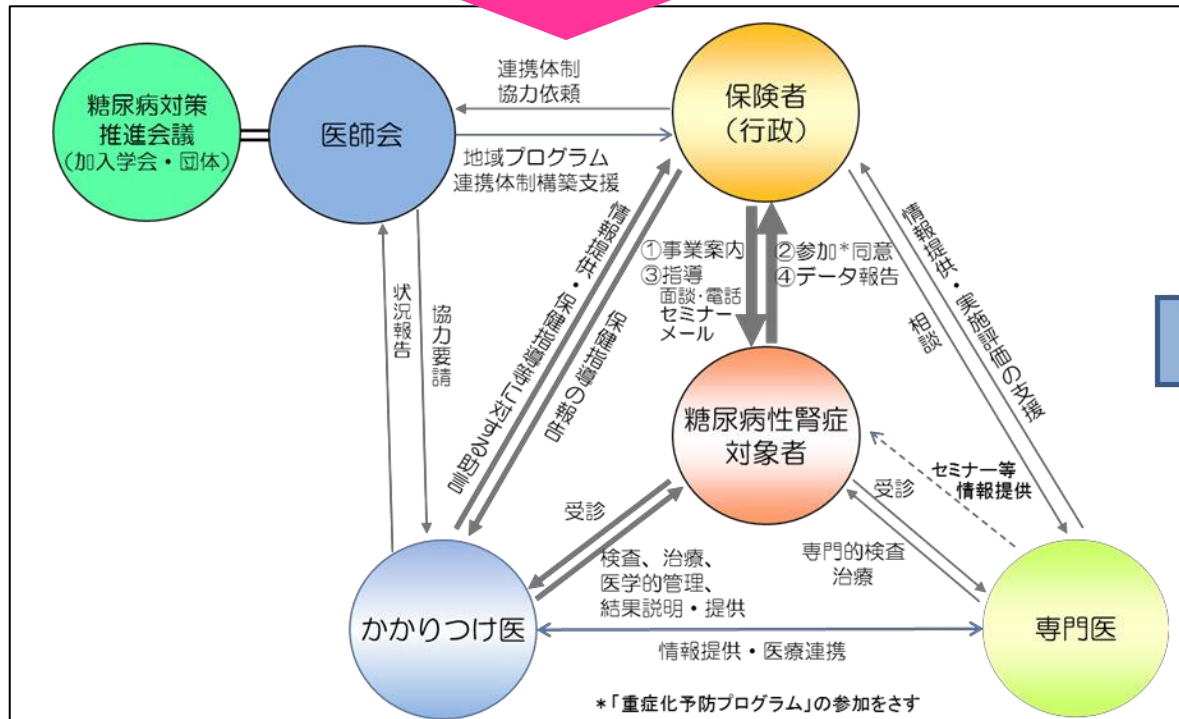 糖尿病対策
推進会議
（加入学会・団体）
医師会
連携体制
協力依頼
地域プログラム
連携体制構築支援
保険者
（行政）
①事業案内
③指導
面談・電話
セミナー
メール
②参加*同意
④データ報告
情報提供・保健指導等に対する助言
保健指導の報告
情報提供・実施評価の支援
相談
状況報告
協力要請
糖尿病性腎症
対象者
セミナー等
情報提供
受診
受診
検査、治療、
医学的管理、
結果説明・提供
専門的検査
治療
かかりつけ医
情報提供・医療連携
専門医
*「重症化予防プログラム」の参加をさす